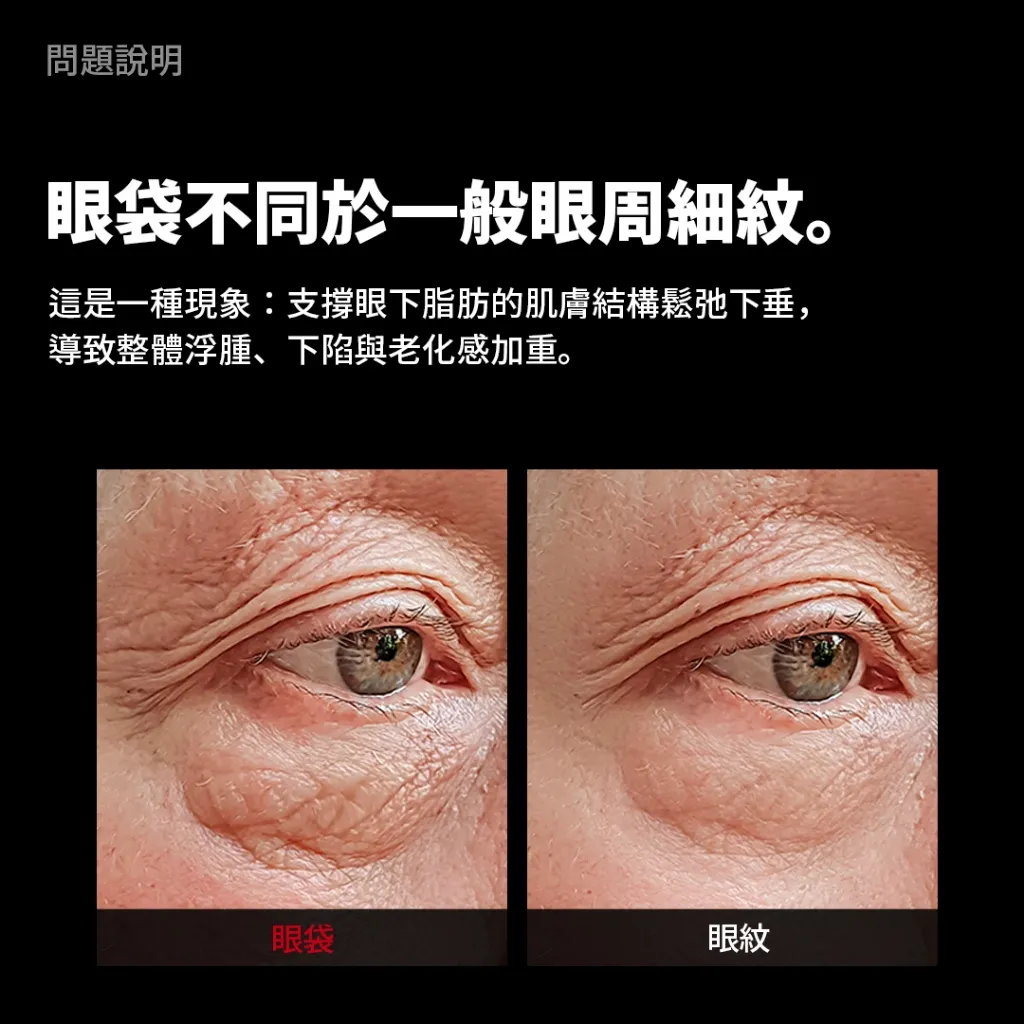 問題說明
眼袋不同於一般眼周細紋。
這是一種現象：支撐眼下脂肪的肌膚結構鬆弛下垂，
導致整體浮腫、下陷與老化感加重。
眼袋
眼紋